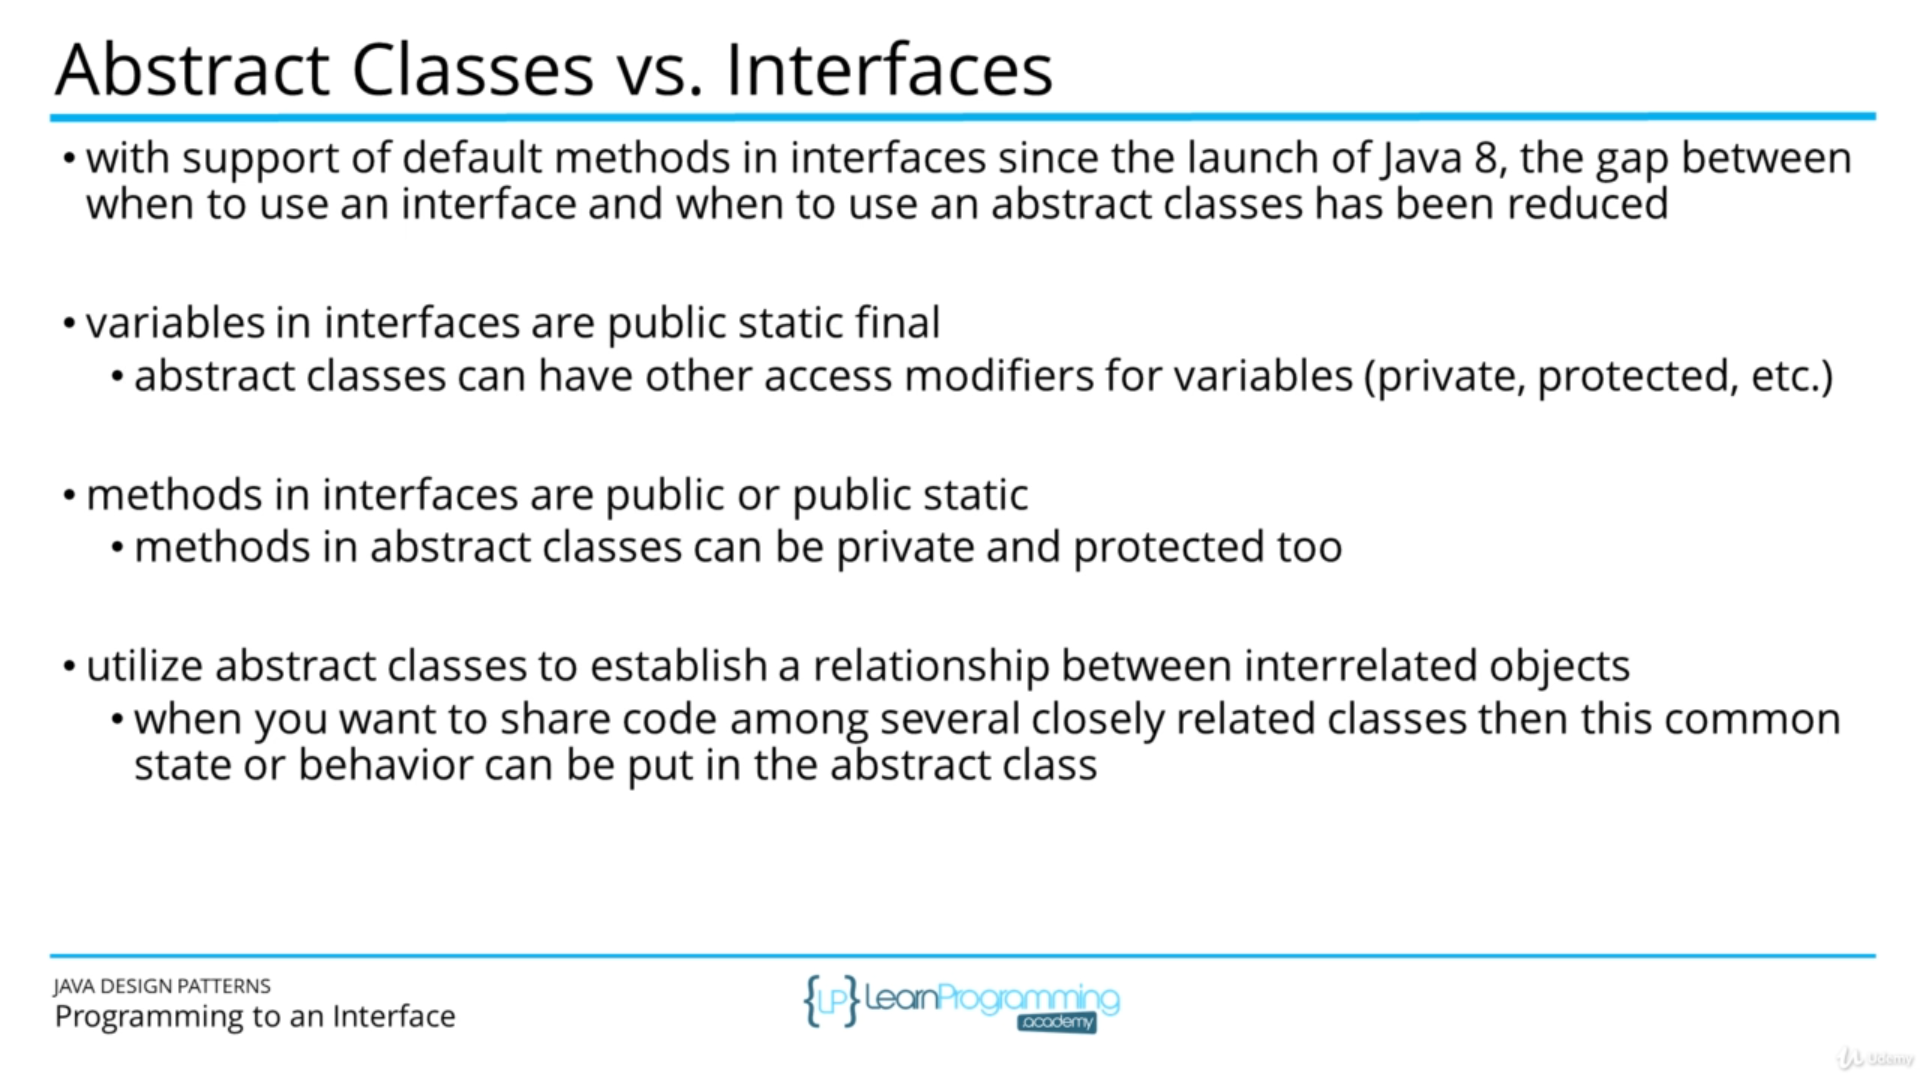 Abstract Classes vs. Interfaces
• with support of default methods in interfaces since the launch of Java 8, the gap between
when to use an interface and when to use an abstract classes has been reduced
• variables in interfaces are public static final
• abstract classes can have other access modifiers for variables (private, protected, etc.)
• methods in interfaces are public or public static
• methods in abstract classes can be private and protected too
• utilize abstract classes to establish a relationship between interrelated objects
• when you want to share code among several closely related classes then this common
state or behavior can be put in the abstract class
JAVA DESIGN PATTERNS
Programming to an Interface
{LP} LearnProgramming
academy
Udemy